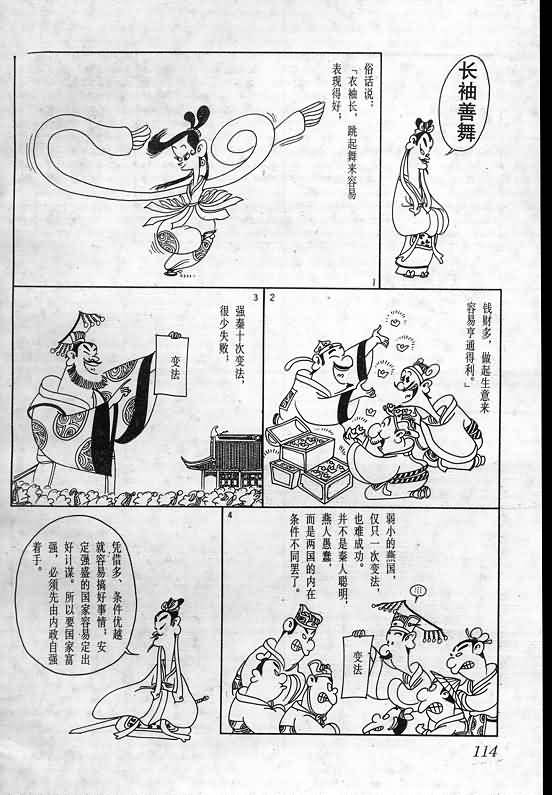 长袖善舞
俗话说：
「衣袖长，跳起舞来容易
表现得好；
1
2
钱财多，做起生意来
容易亨通得利。」
3
强秦十次变法，
很少失败；
变法
4
弱小的燕国，
仅只一次变法，
也难成功。
并不是秦人聪明，
燕人愚蠢，
而是两国的内在
条件不同罢了。
变法
凭借多、条件优越
就容易搞好事情；安
定强盛的国家容易定出
好计谋。所以要国家富
强，必须先由内政自强
着手。
114